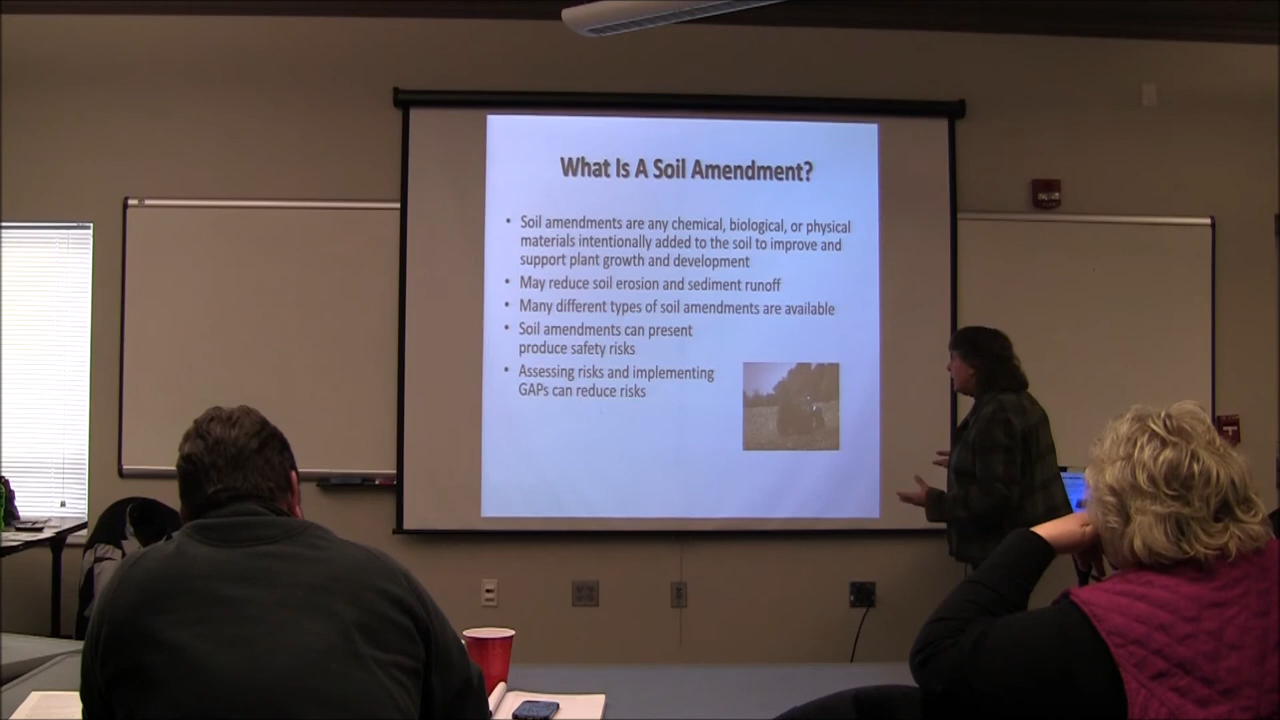 What Is A Soil Amendment?
• Soil amendments are any chemical, biological, or physical
materials intentionally added to the soil to improve and
support plant growth and development
• May reduce soil erosion and sediment runoff
• Many different types of soil amendments are available
• Soil amendments can present
produce safety risks
• Assessing risks and implementing
GAPs can reduce risks